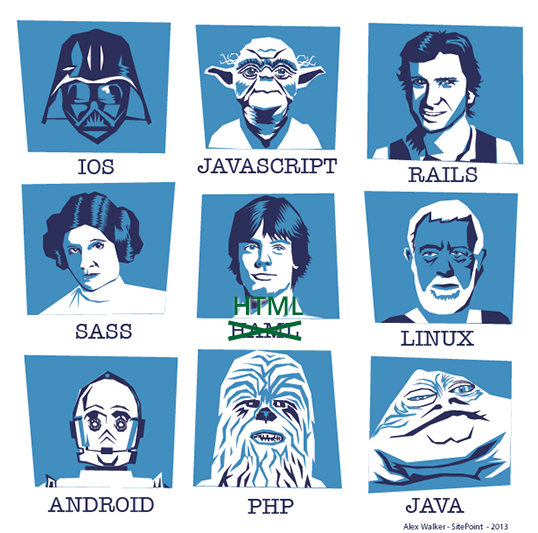 IOS
JAVASCRIPT
RAILS
SASS
HTML
HAML
LINUX
ANDROID
PHP
JAVA
Alex Walker - SitePoint - 2013